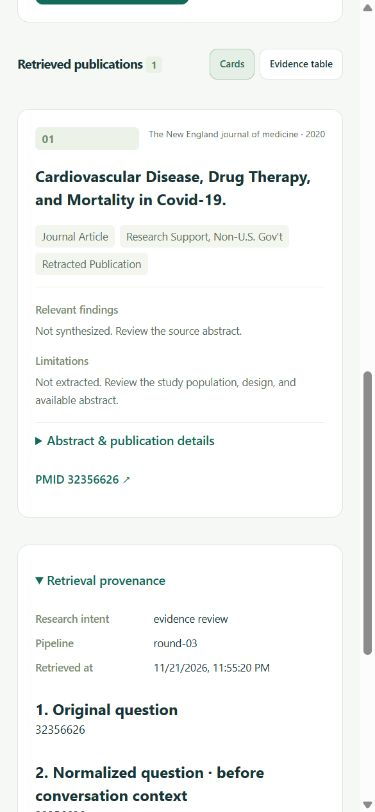 Retrieved publications 1
Cards
Evidence table
01
The New England journal of medicine · 2020
Cardiovascular Disease, Drug Therapy,
and Mortality in Covid-19.
Journal Article
Research Support, Non-U.S. Gov't
Retracted Publication
Relevant findings
Not synthesized. Review the source abstract.
Limitations
Not extracted. Review the study population, design, and
available abstract.
▶ Abstract & publication details
PMID 32356626 ↗
▼ Retrieval provenance
Research intent evidence review
Pipeline round-03
Retrieved at 11/21/2026, 11:55:20 PM
1. Original question
32356626
2. Normalized question · before
conversation context